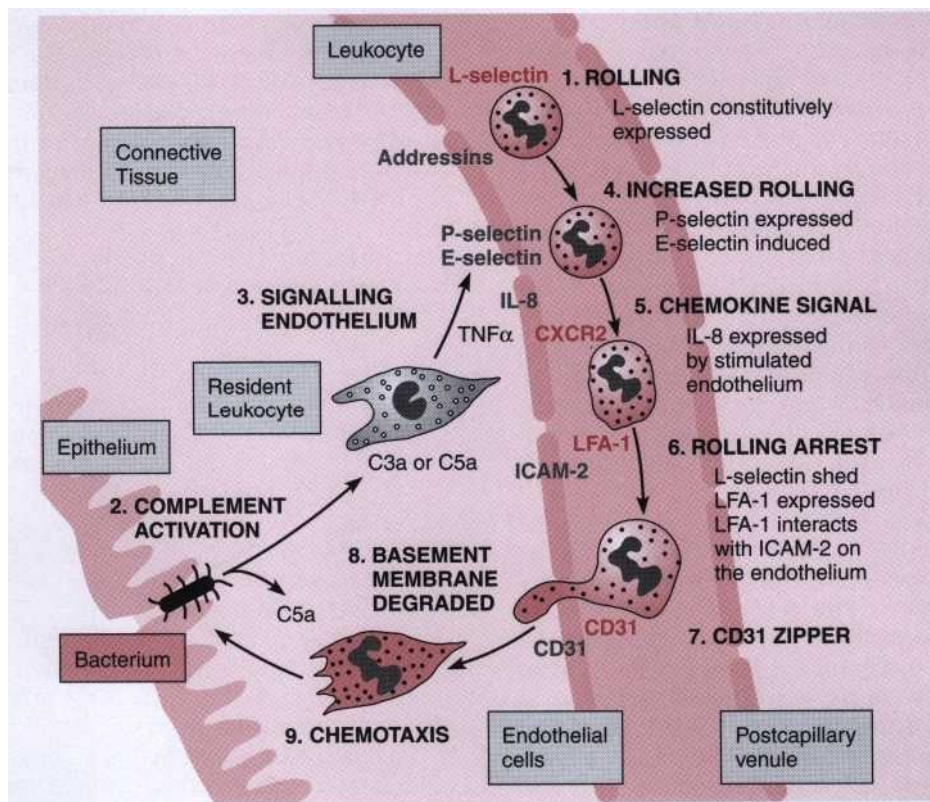 Leukocyte
L-selectin
1. ROLLING
L-selectin constitutively
expressed
Connective
Tissue
Addressins
4. INCREASED ROLLING
P-selectin expressed
E-selectin induced
P-selectin
E-selectin
3. SIGNALLING
ENDOTHELIUM
IL-8
TNFα
CXCR2
5. CHEMOKINE SIGNAL
IL-8 expressed
by stimulated
endothelium
Resident
Leukocyte
Epithelium
C3a or C5a
LFA-1
ICAM-2
6. ROLLING ARREST
L-selectin shed
LFA-1 expressed
LFA-1 interacts
with ICAM-2 on
the endothelium
2. COMPLEMENT
ACTIVATION
8. BASEMENT
MEMBRANE
DEGRADED
C5a
CD31
CD31
7. CD31 ZIPPER
Bacterium
9. CHEMOTAXIS
Endothelial
cells
Postcapillary
venule